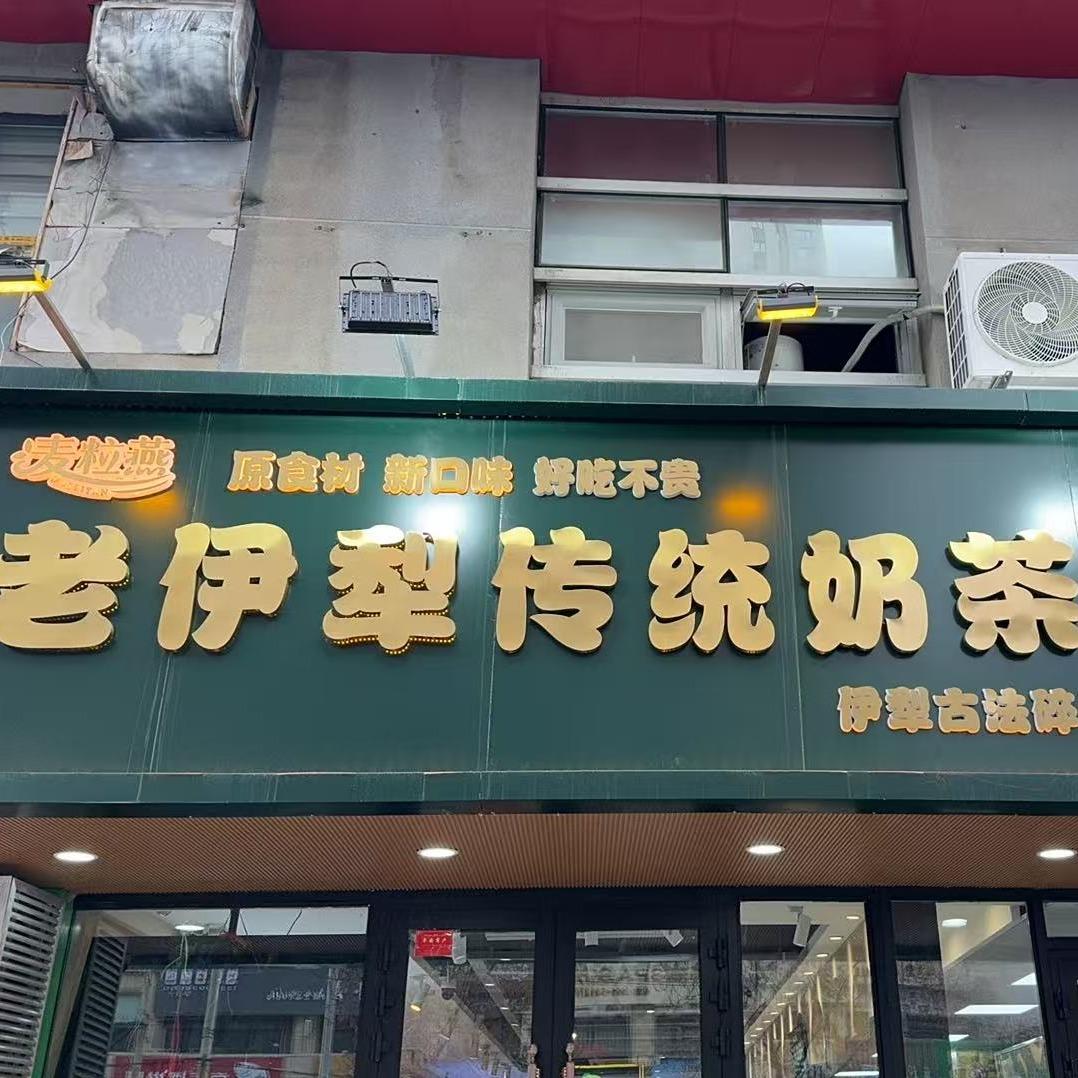 麦粒燕
原食材 新口味 好吃不贵
老伊犁传统奶茶
伊犁古法碎